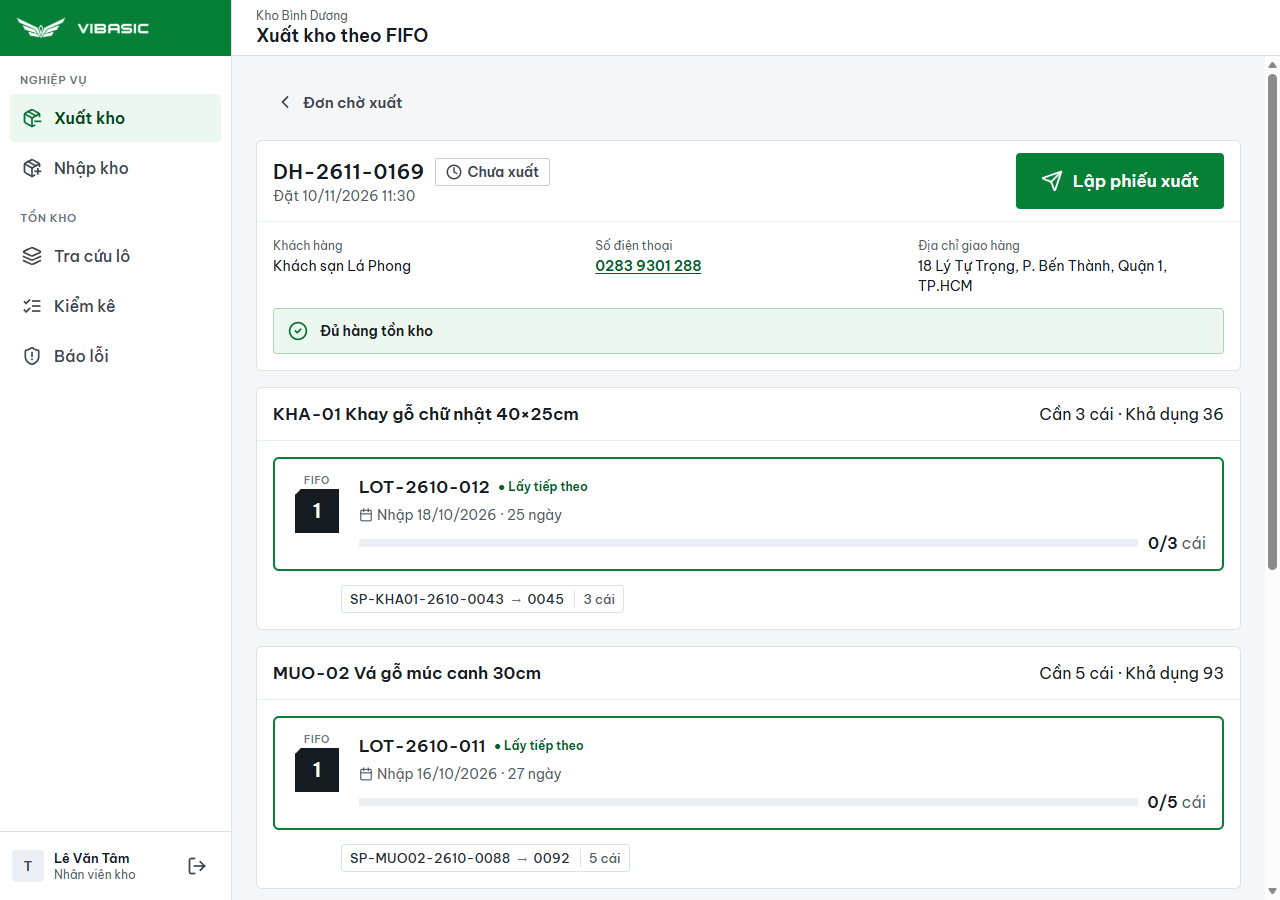 VIBASIC
Kho Bình Dương
Xuất kho theo FIFO
NGHIỆP VỤ
Xuất kho
Nhập kho
TỒN KHO
Tra cứu lô
Kiểm kê
Báo lỗi
Lê Văn Tâm
T
Nhân viên kho
Đơn chờ xuất
DH-2611-0169
Chưa xuất
Đặt 10/11/2026 11:30
Lập phiếu xuất
Khách hàng
Khách sạn Lá Phong
Số điện thoại
0283 9301 288
Địa chỉ giao hàng
18 Lý Tự Trọng, P. Bến Thành, Quận 1,
TP.HCM
Đủ hàng tồn kho
KHA-01 Khay gỗ chữ nhật 40×25cm
Cần 3 cái · Khả dụng 36
FIFO
1
LOT-2610-012 • Lấy tiếp theo
Nhập 18/10/2026 · 25 ngày
0/3 cái
SP-KHA01-2610-0043 → 0045 3 cái
MUO-02 Vá gỗ múc canh 30cm
Cần 5 cái · Khả dụng 93
FIFO
1
LOT-2610-011 • Lấy tiếp theo
Nhập 16/10/2026 · 27 ngày
0/5 cái
SP-MUO02-2610-0088 → 0092 5 cái